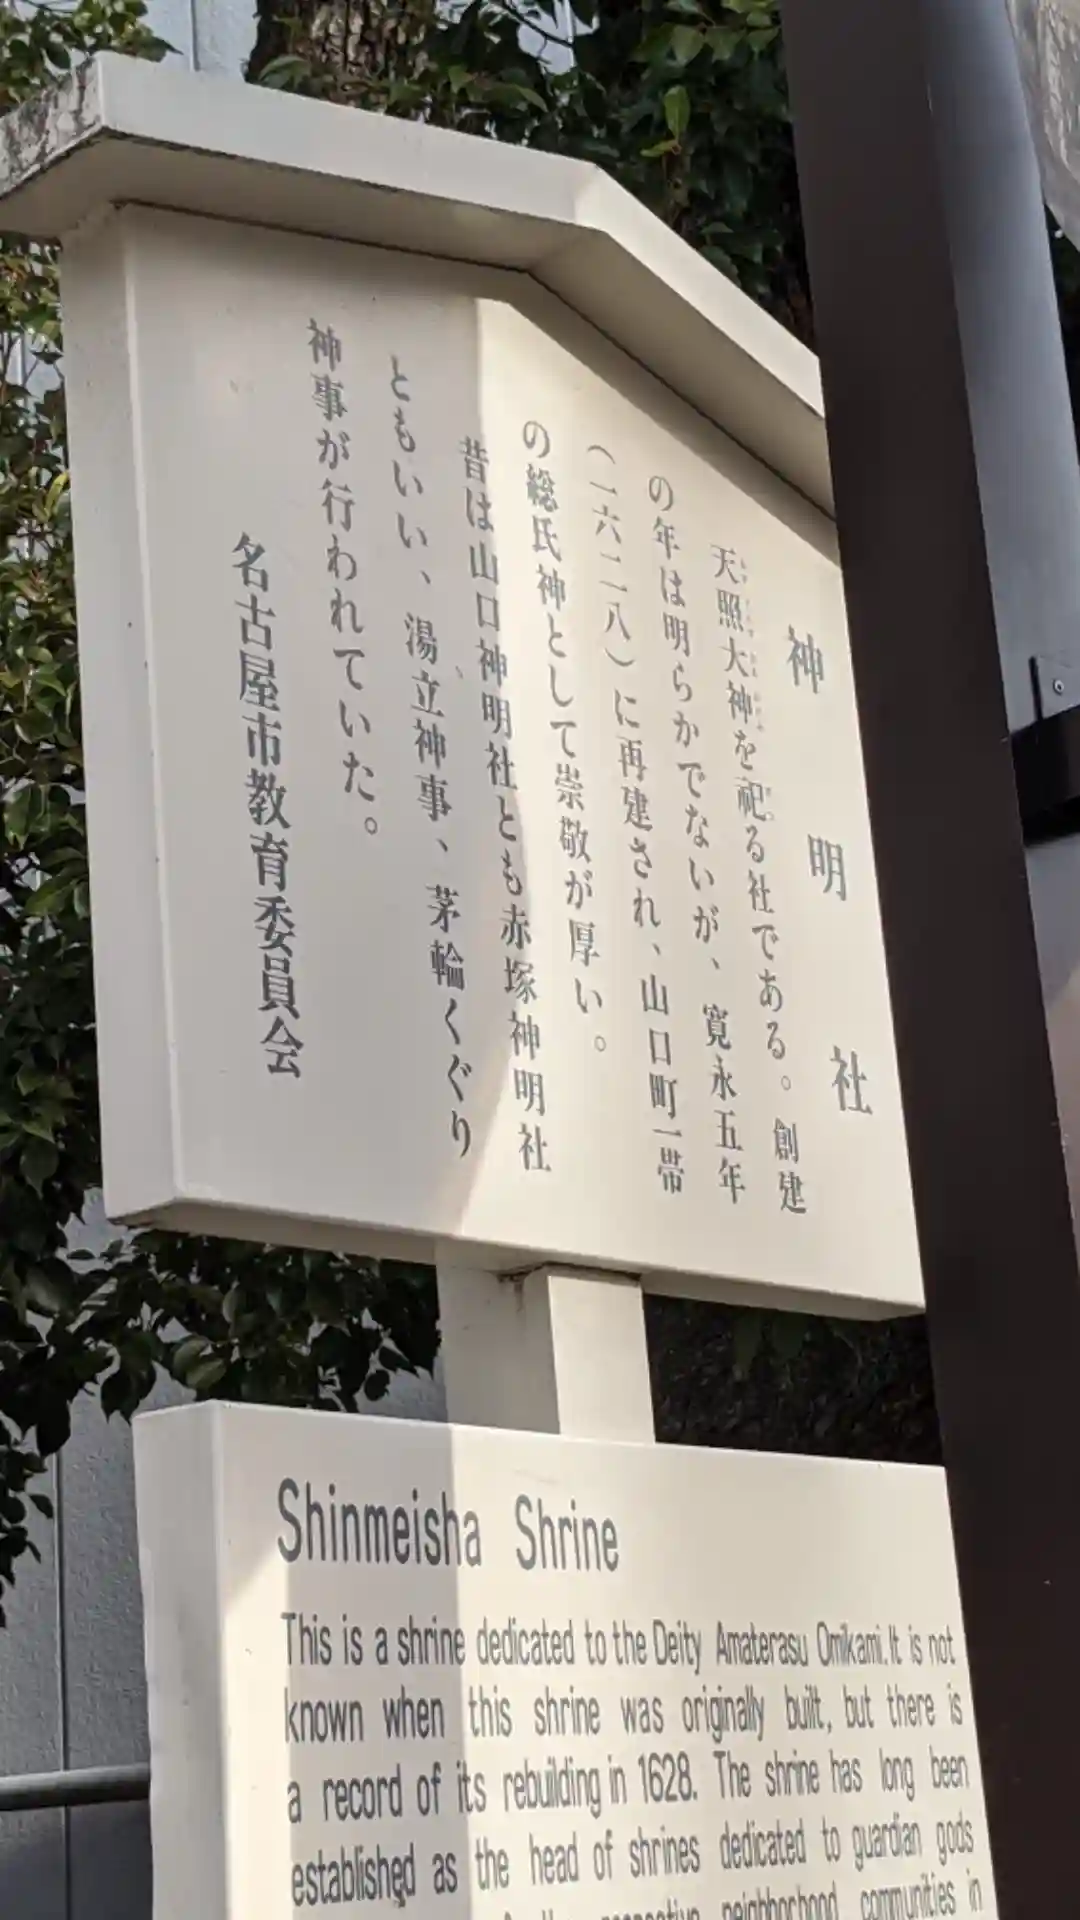 神明社
天照大神を祀る社である。創建
の年は明らかでないが、寛永五年
(一六二八)に再建され、山口町一帯
の総氏神として崇敬が厚い。
昔は山口神明社とも赤塚神明社
ともいい、湯立神事、茅輪くぐり
神事が行われていた。
名古屋市教育委員会
Shinmeisha Shrine
This is a shrine dedicated to the Deity Amaterasu Omikami. It is not
known when this shrine was originally built, but there is
a record of its rebuilding in 1628. The shrine has long been
established as the head of shrines dedicated to guardian gods
respective neighborhood communities in